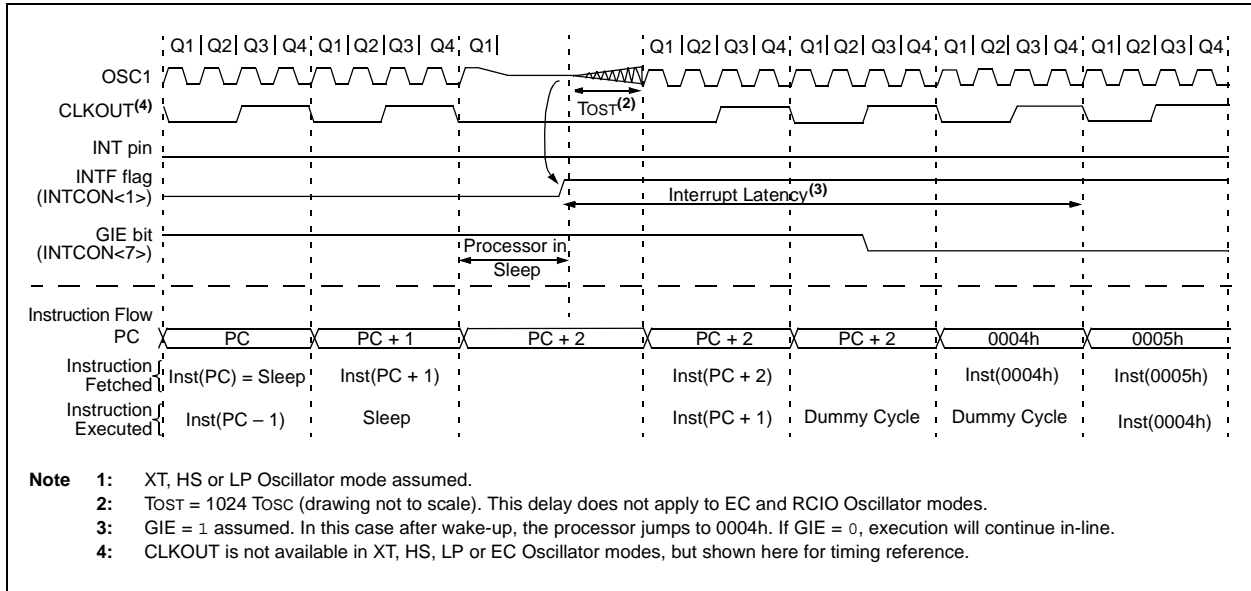 Q1 Q2 Q3 Q4 Q1 Q2 Q3 Q4 Q1 Q1 Q2 Q3 Q4 Q1 Q2 Q3 Q4 Q1 Q2 Q3 Q4 Q1 Q2 Q3 Q4
OSC1
TOST(2)
CLKOUT(4)
INT pin
INTF flag
(INTCON<1>)
Interrupt Latency(3)
GIE bit
(INTCON<7>)
Processor in
Sleep
Instruction Flow
PC PC PC + 1 PC + 2 PC + 2 PC + 2 0004h 0005h
Instruction
Fetched
Inst(PC) = Sleep Inst(PC + 1) Inst(PC + 2) Inst(0004h) Inst(0005h)
Instruction
Executed
Inst(PC – 1) Sleep Inst(PC + 1) Dummy Cycle Dummy Cycle Inst(0004h)
Note 1: XT, HS or LP Oscillator mode assumed.
2: TOST = 1024 TOSC (drawing not to scale). This delay does not apply to EC and RCIO Oscillator modes.
3: GIE = 1 assumed. In this case after wake-up, the processor jumps to 0004h. If GIE = 0, execution will continue in-line.
4: CLKOUT is not available in XT, HS, LP or EC Oscillator modes, but shown here for timing reference.